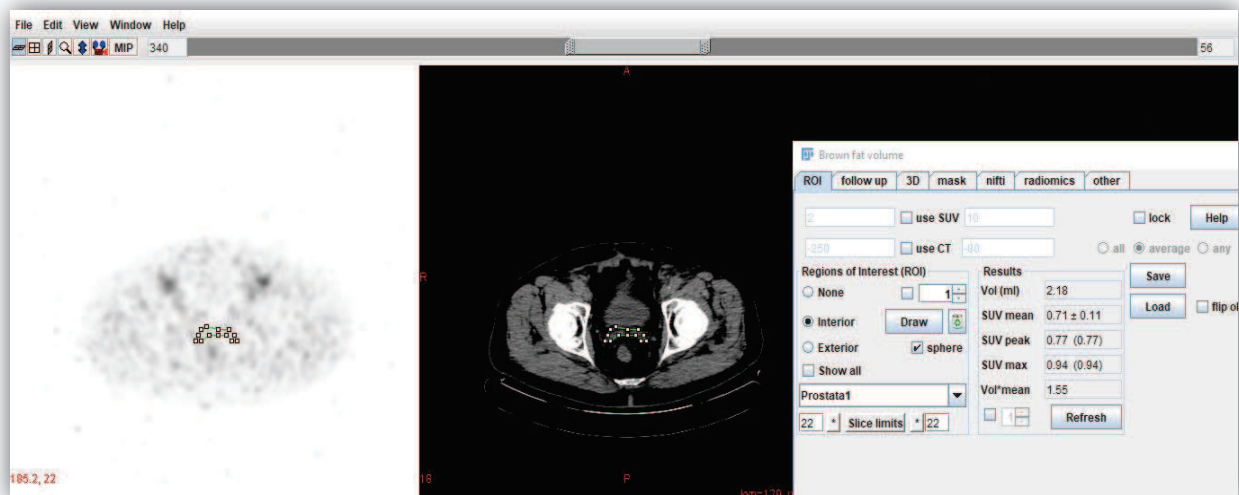 File Edit View Window Help
MIP 340 56
A
R
185.2, 22
18
P
Brown fat volume
ROI follow up 3D mask nifti radiomics other
2 use SUV 10 lock Help
-250 use CT -80 all average any
Regions of Interest (ROI)
None 1
Interior Draw
Exterior sphere
Show all
Prostata1
22 * Slice limits * 22
Results
Vol (ml) 2.18
SUV mean 0.71 ± 0.11
SUV peak 0.77 (0.77)
SUV max 0.94 (0.94)
Vol*mean 1.55
1 Refresh
Save
Load flip